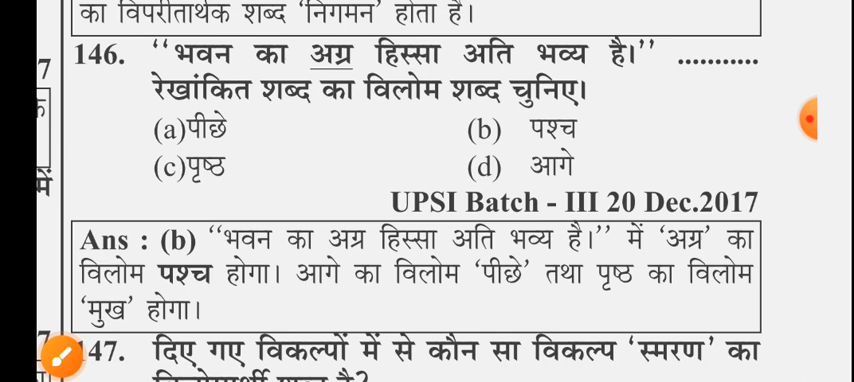 का विपरीतार्थक शब्द 'निगमन' होता है।
146. ''भवन का अग्र हिस्सा अति भव्य है।'' ...........
रेखांकित शब्द का विलोम शब्द चुनिए।
(a)पीछे (b) पश्च
(c)पृष्ठ (d) आगे
UPSI Batch - III 20 Dec.2017
Ans : (b) ''भवन का अग्र हिस्सा अति भव्य है।'' में 'अग्र' का
विलोम पश्च होगा। आगे का विलोम 'पीछे' तथा पृष्ठ का विलोम
'मुख' होगा।
147. दिए गए विकल्पों में से कौन सा विकल्प 'स्मरण' का
7
में